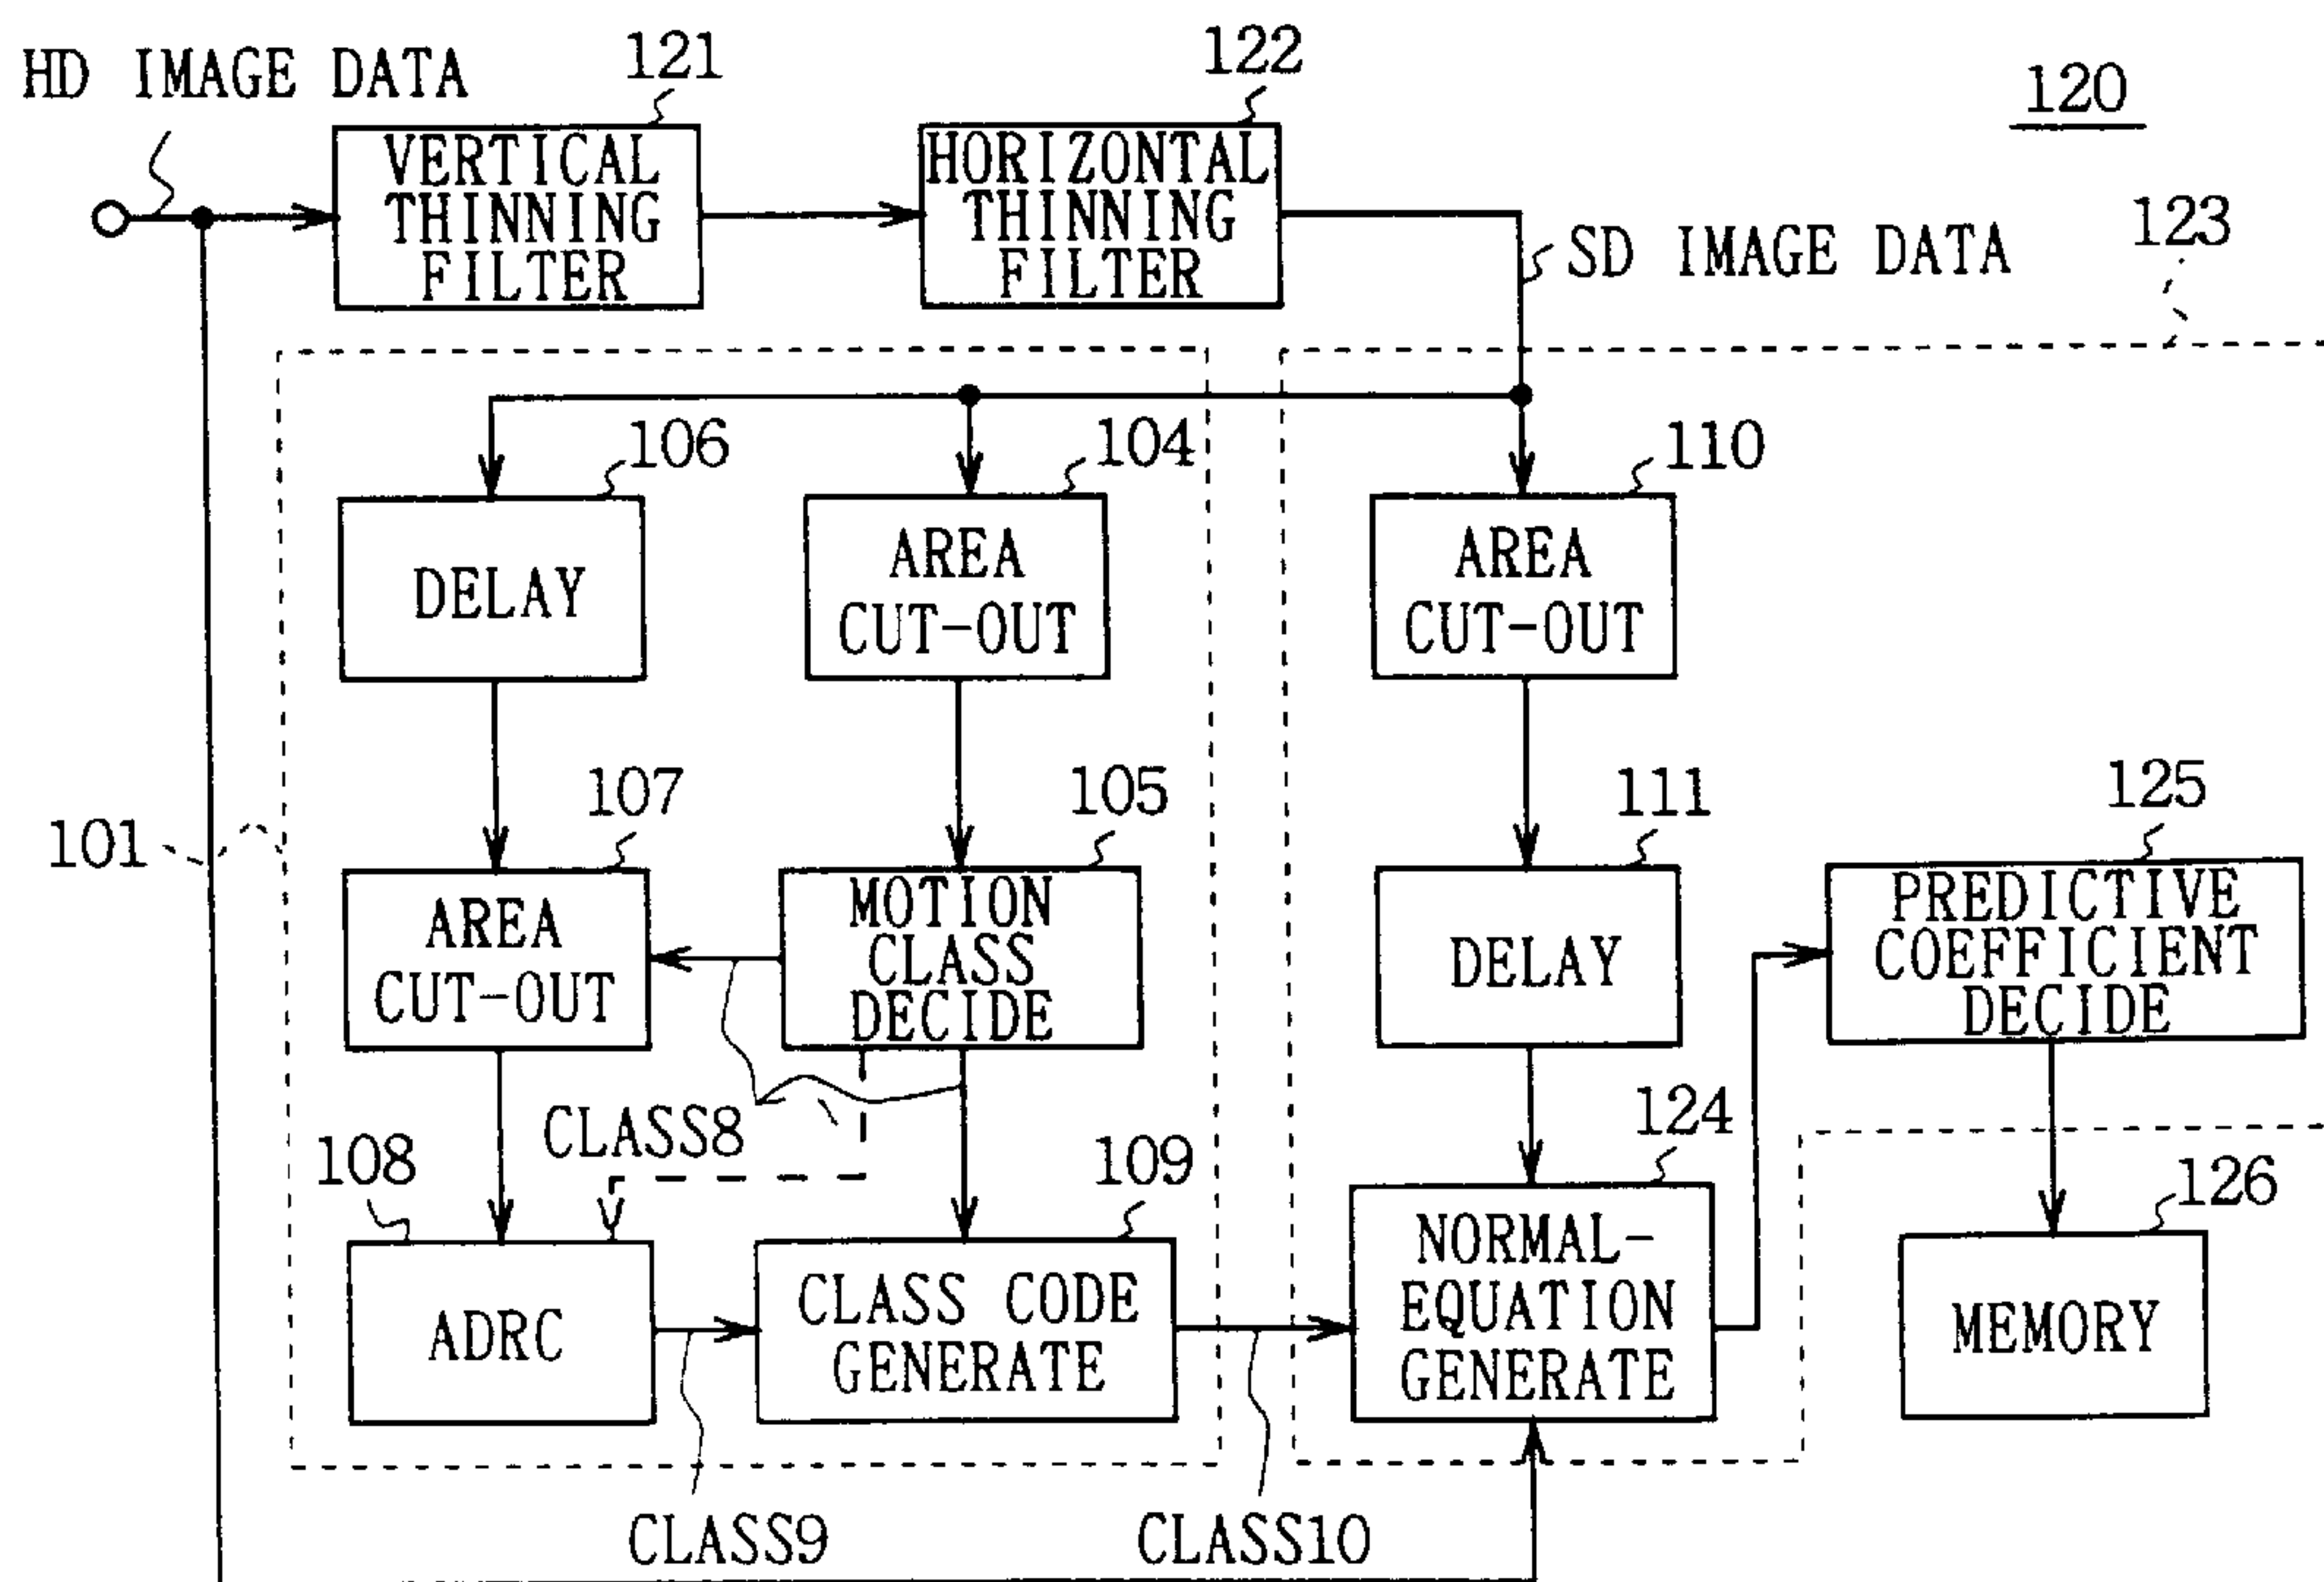 HD IMAGE DATA
121
122
120
VERTICAL
THINNING
FILTER
HORIZONTAL
THINNING
FILTER
SD IMAGE DATA
123
106
104
110
DELAY
AREA
CUT-OUT
AREA
CUT-OUT
107
105
111
125
101
AREA
CUT-OUT
MOTION
CLASS
DECIDE
DELAY
PREDICTIVE
COEFFICIENT
DECIDE
CLASS8
108
109
124
126
ADRC
CLASS CODE
GENERATE
NORMAL-
EQUATION
GENERATE
MEMORY
CLASS9
CLASS10